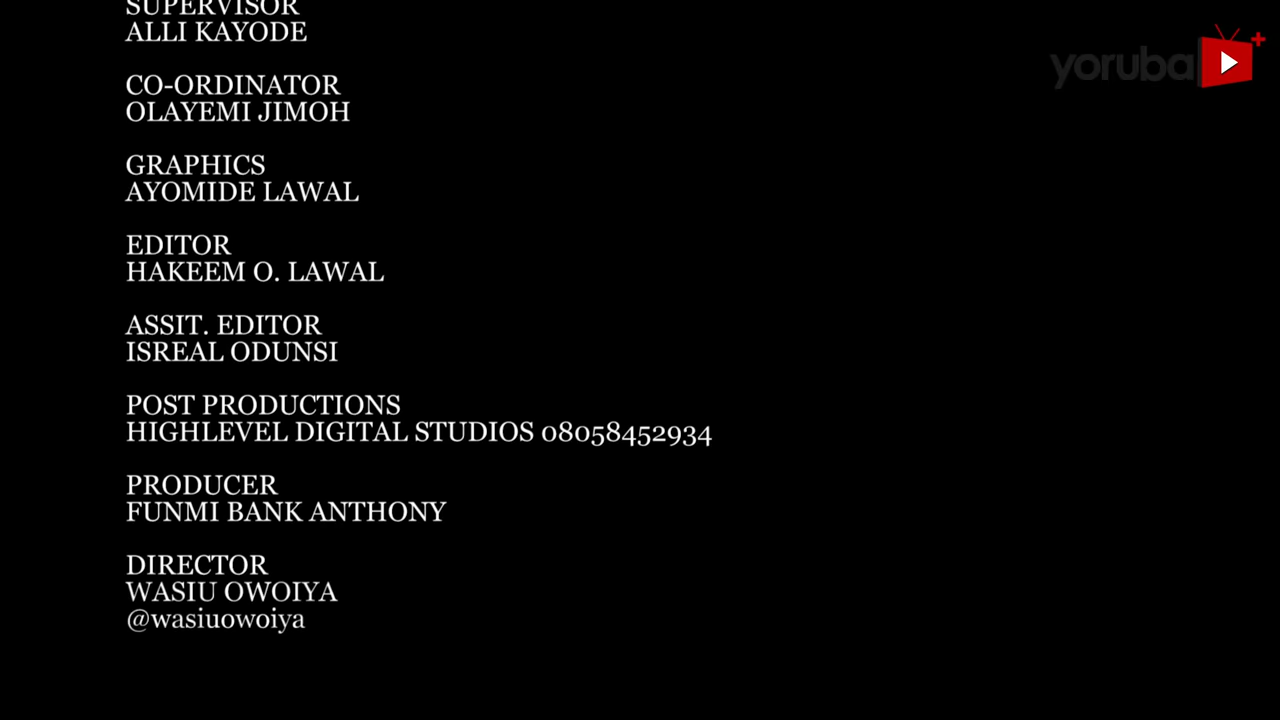 SUPERVISOR
ALLI KAYODE
CO-ORDINATOR
OLAYEMI JIMOH
GRAPHICS
AYOMIDE LAWAL
EDITOR
HAKEEM O. LAWAL
ASSIT. EDITOR
ISREAL ODUNSI
POST PRODUCTIONS
HIGHLEVEL DIGITAL STUDIOS 08058452934
PRODUCER
FUNMI BANK ANTHONY
DIRECTOR
WASIU OWOIYA
@wasiuowoiya
yoruba +